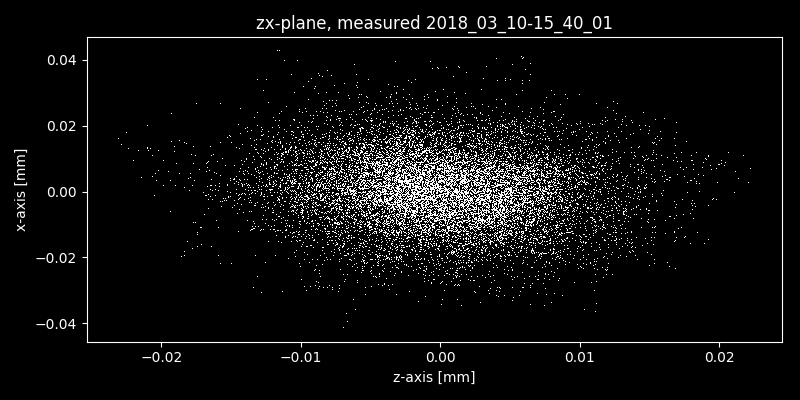 zx-plane, measured 2018_03_10-15_40_01
0.04
0.02
0.00
−0.02
−0.04
x-axis [mm]
−0.02 −0.01 0.00 0.01 0.02
z-axis [mm]